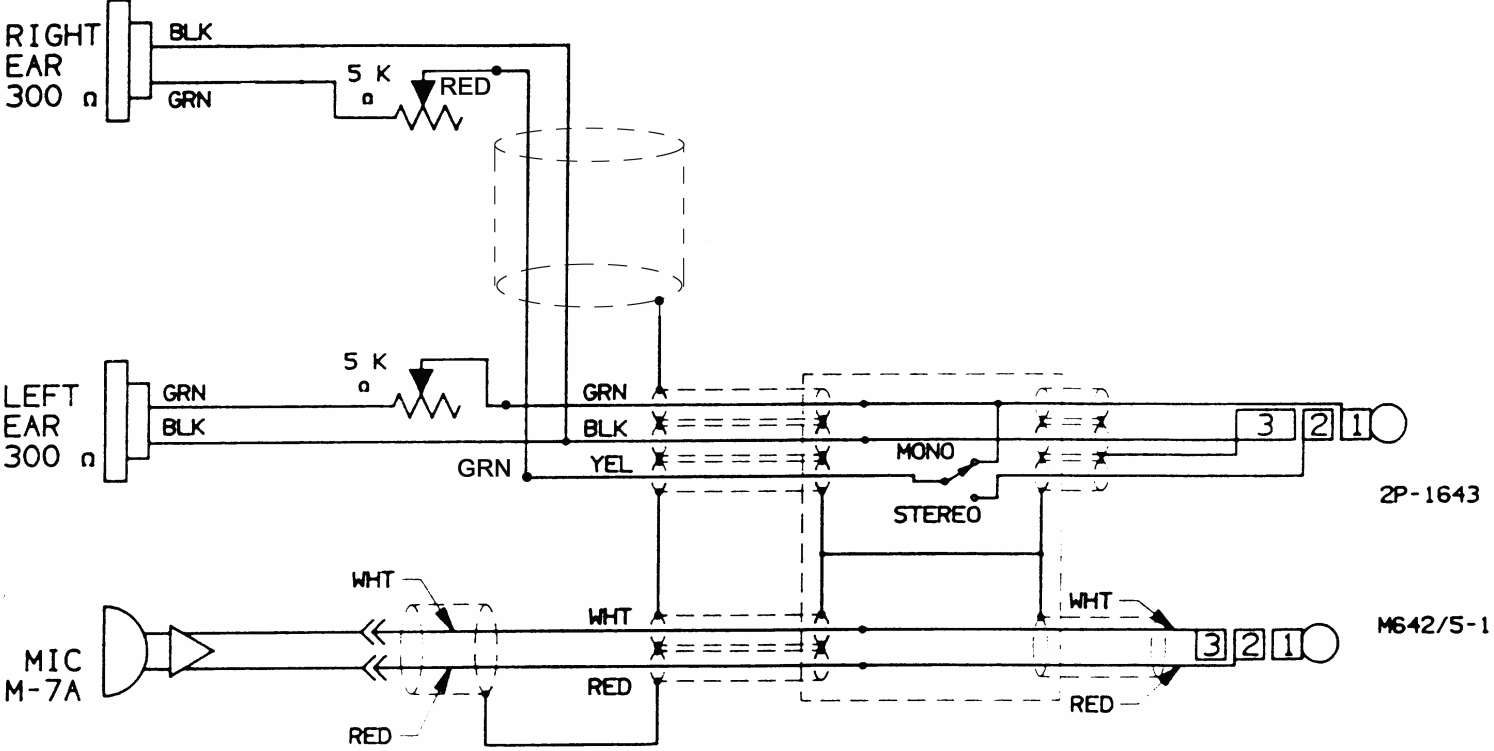 RIGHT
EAR
300 Ω
BLK
GRN
5 K
Ω
RED
LEFT
EAR
300 Ω
GRN
BLK
5 K
Ω
GRN
BLK
YEL
GRN
MONO
STEREO
3
2
1
2P-1643
MIC
M-7A
WHT
RED
WHT
RED
WHT
RED
3
2
1
M642/5-1